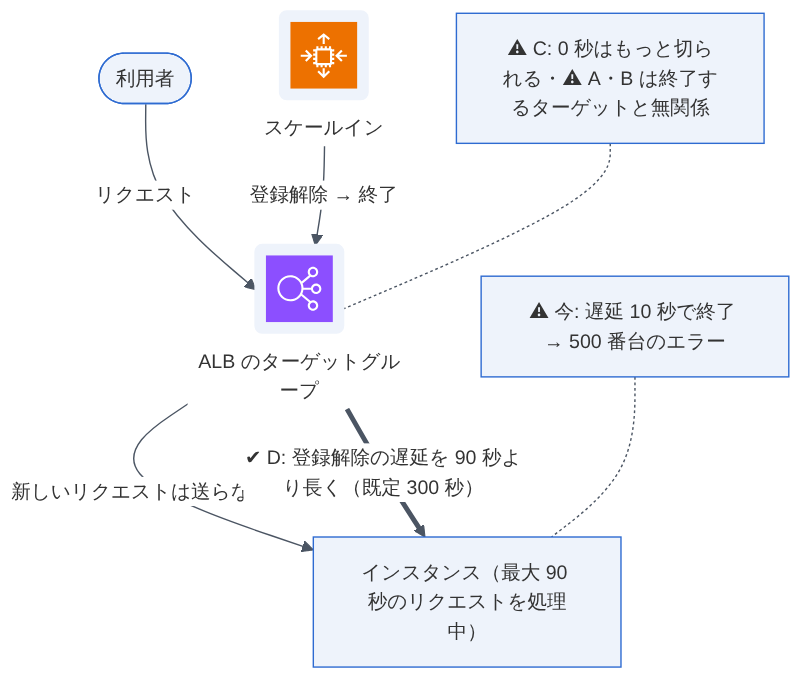 利用者
スケールイン
⚠ C: 0 秒はもっと切ら
れる・⚠ A・B は終了す
るターゲットと無関係
リクエスト
登録解除 → 終了
⚠ 今: 遅延 10 秒で終了
→ 500 番台のエラー
ALB のターゲットグル
ープ
✔ D: 登録解除の遅延を 90 秒よ
り長く（既定 300 秒）
新しいリクエストは送らな
インスタンス（最大 90
秒のリクエストを処理
中）